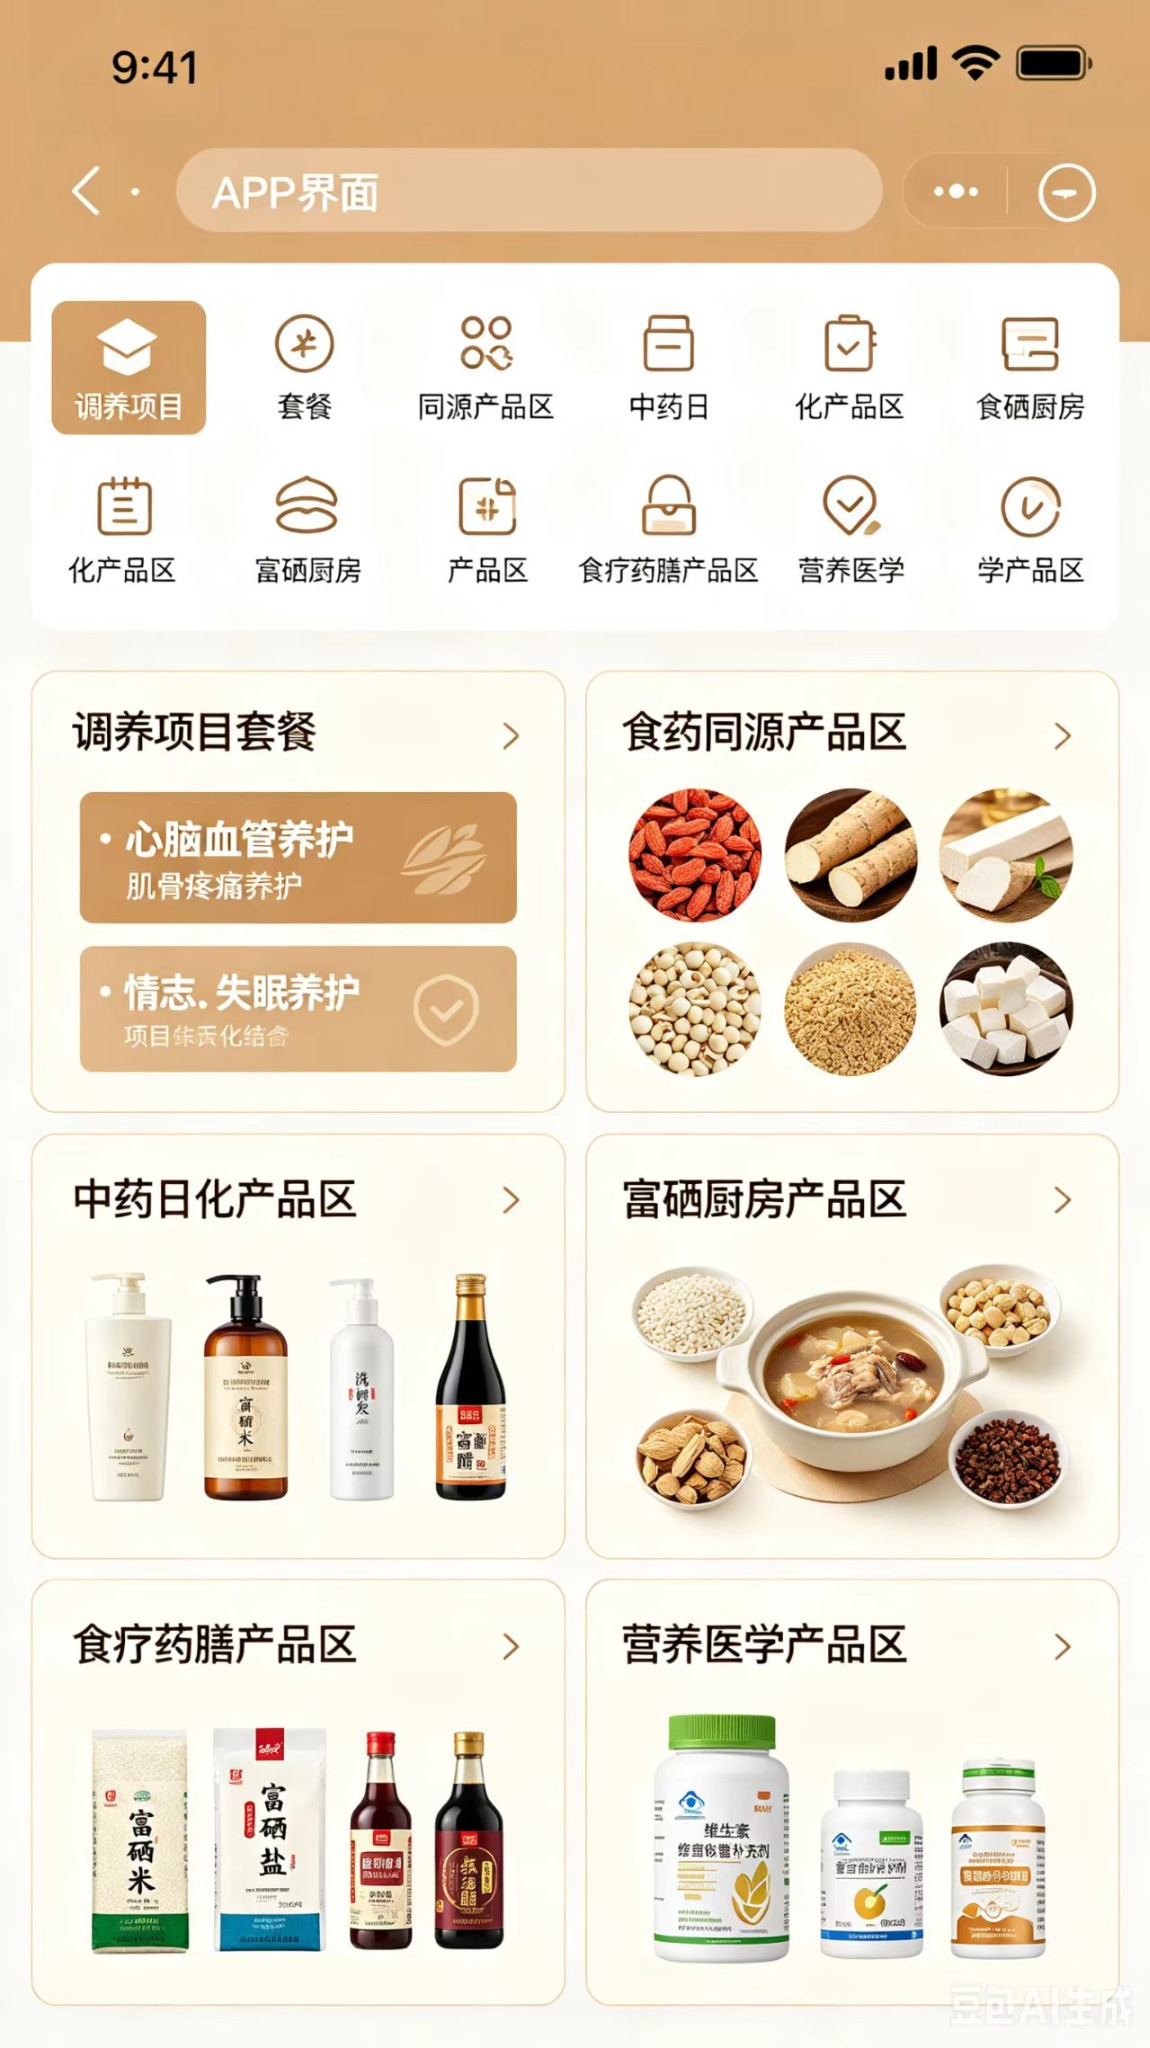 9:41
APP界面
调养项目
套餐
同源产品区
中药日
化产品区
食硒厨房
化产品区
富硒厨房
产品区
食疗药膳产品区
营养医学
学产品区
调养项目套餐
食药同源产品区
• 心脑血管养护
肌骨疼痛养护
• 情志. 失眠养护
项目
中药日化产品区
富硒厨房产品区
食疗药膳产品区
营养医学产品区
富硒米
富硒盐
维生素
豆包AI生成